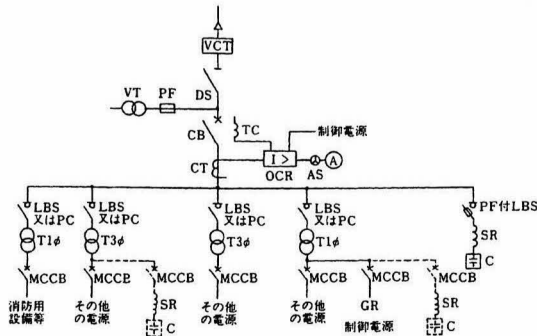 VCT
VT PF DS
CB TC 制御電源
I >
CT OCR AS A
LBS LBS LBS LBS PF付LBS
又はPC 又はPC 又はPC 又はPC
T1φ T3φ T3φ T1φ SR
C
MCCB MCCB MCCB MCCB MCCB MCCB MCCB
消防用 その他 SR その他 その他 GR SR
設備等 の電源 の電源 の電源 制御電源
C C